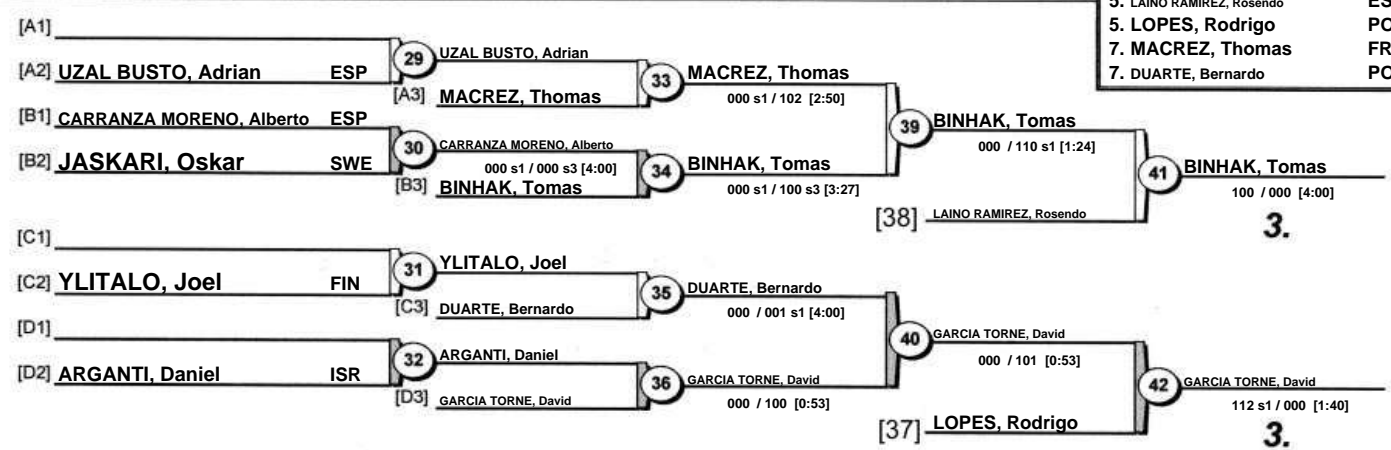 5. LAINO RAMIREZ, Rosendo ES
5. LOPES, Rodrigo PO
7. MACREZ, Thomas FR
7. DUARTE, Bernardo PO
[A1]
[A2] UZAL BUSTO, Adrian ESP
29
UZAL BUSTO, Adrian
[A3] MACREZ, Thomas
33
MACREZ, Thomas
000 s1 / 102 [2:50]
[B1] CARRANZA MORENO, Alberto ESP
[B2] JASKARI, Oskar SWE
30
CARRANZA MORENO, Alberto
000 s1 / 000 s3 [4:00]
[B3] BINHAK, Tomas
34
BINHAK, Tomas
000 s1 / 100 s3 [3:27]
39
BINHAK, Tomas
000 / 110 s1 [1:24]
[38] LAINO RAMIREZ, Rosendo
41
BINHAK, Tomas
100 / 000 [4:00]
3.
[C1]
[C2] YLITALO, Joel FIN
31
YLITALO, Joel
[C3] DUARTE, Bernardo
35
DUARTE, Bernardo
000 / 001 s1 [4:00]
[D1]
[D2] ARGANTI, Daniel ISR
32
ARGANTI, Daniel
[D3] GARCIA TORNE, David
36
GARCIA TORNE, David
000 / 100 [0:53]
40
GARCIA TORNE, David
000 / 101 [0:53]
[37] LOPES, Rodrigo
42
GARCIA TORNE, David
112 s1 / 000 [1:40]
3.